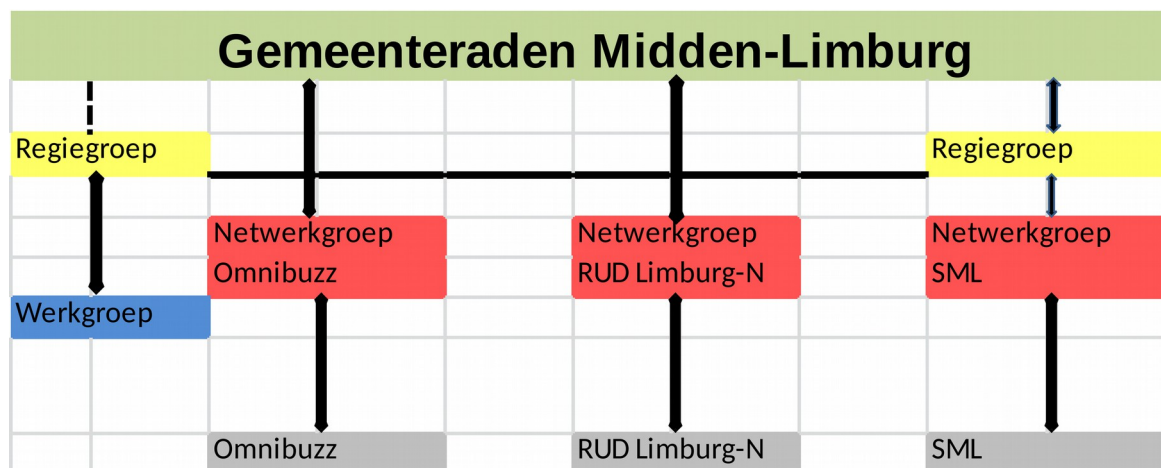 Gemeenteraden Midden-Limburg
Regiegroep
Regiegroep
Netwerkgroep
Omnibuzz
Netwerkgroep
RUD Limburg-N
Netwerkgroep
SML
Werkgroep
Omnibuzz
RUD Limburg-N
SML